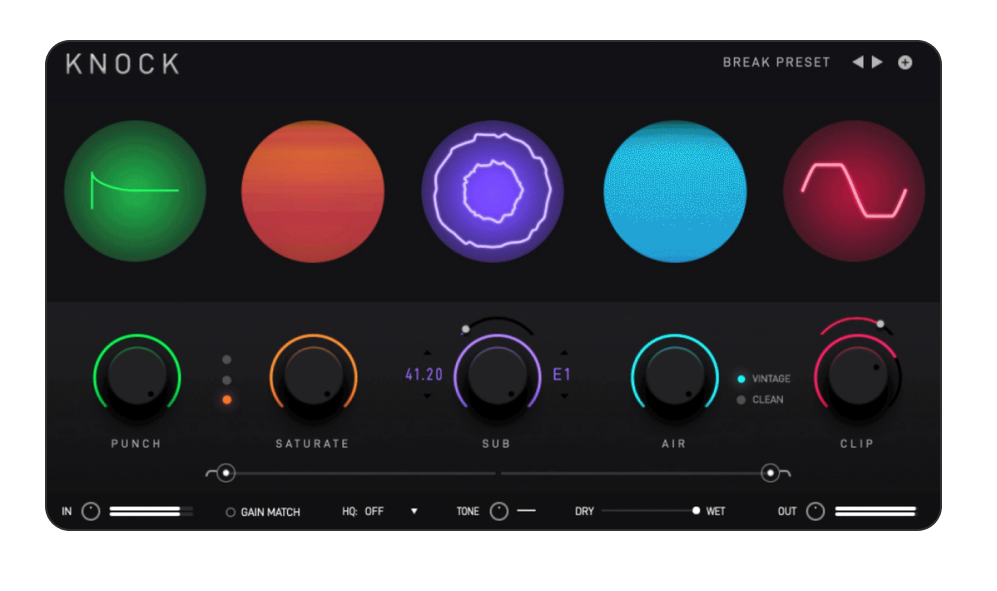 KNOCK
BREAK PRESET
41.20
E1
VINTAGE
CLEAN
PUNCH
SATURATE
SUB
AIR
CLIP
IN
GAIN MATCH
HQ: OFF
TONE
DRY
WET
OUT